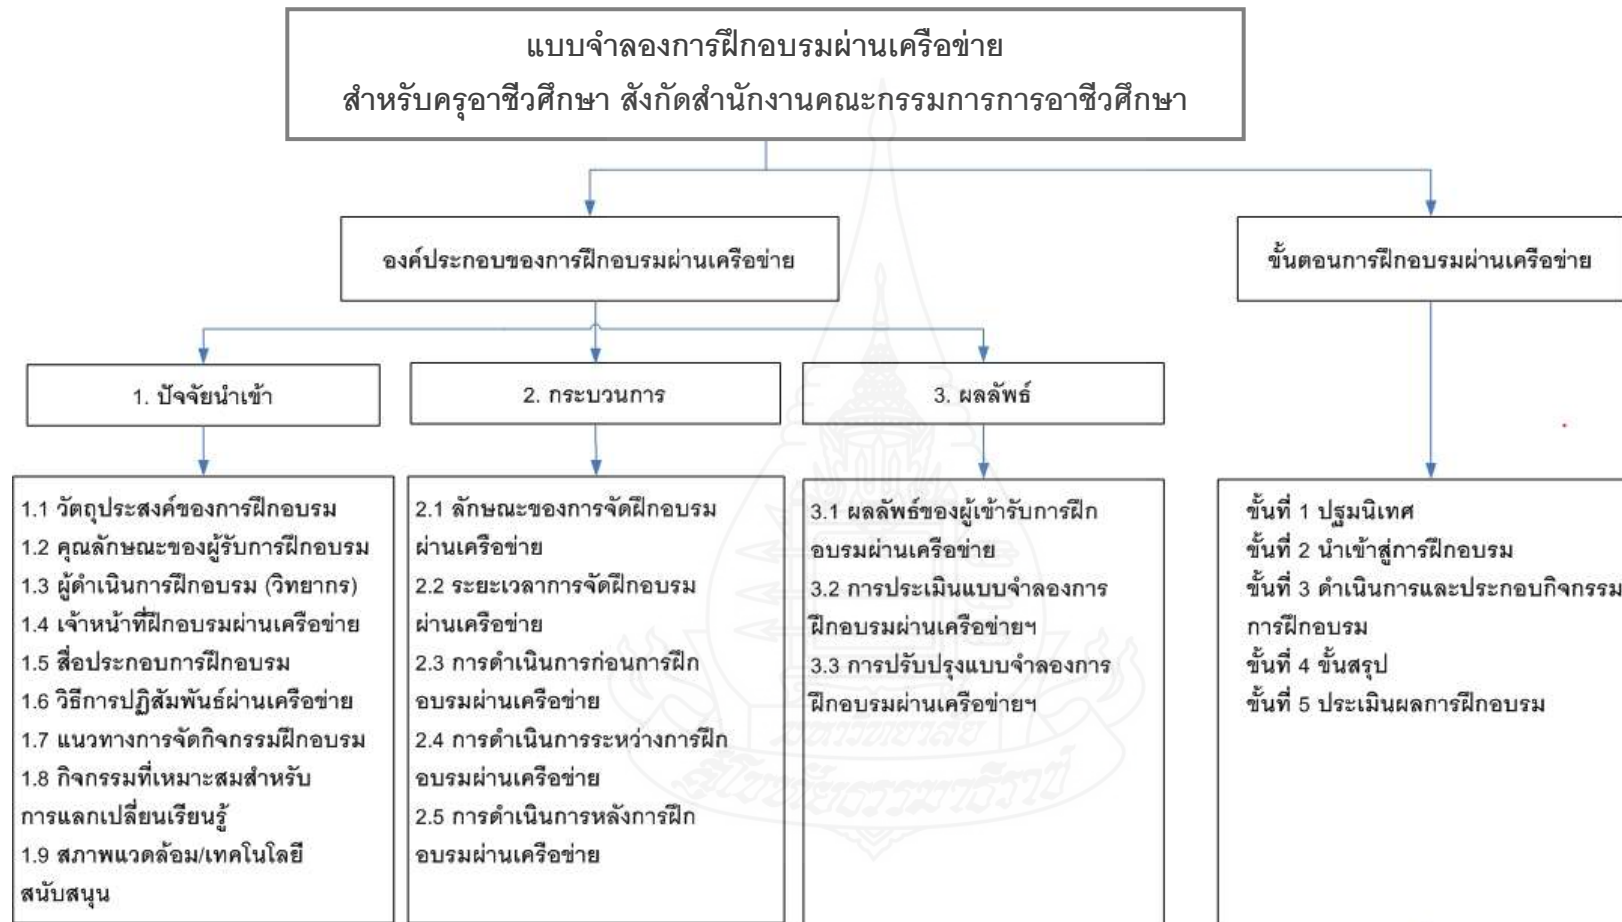 แบบจำลองการฝึกอบรมผ่านเครือข่าย
สำหรับครุอาชีวศึกษา สังกัดสำนักงานคณะกรรมการการอาชีวศึกษา
องค์ประกอบของการฝึกอบรมผ่านเครือข่าย
ขั้นตอนการฝึกอบรมผ่านเครือข่าย
1. ปัจจัยนำเข้า
2. กระบวนการ
3. ผลลัพธ์
1.1 วัตถุประสงค์ของการฝึกอบรม
1.2 คุณลักษณะของผู้รับการฝึกอบรม
1.3 ผู้ดำเนินการฝึกอบรม (วิทยากร)
1.4 เจ้าหน้าที่ฝึกอบรมผ่านเครือข่าย
1.5 สื่อประกอบการฝึกอบรม
1.6 วิธีการปฏิสัมพันธ์ผ่านเครือข่าย
1.7 แนวทางการจัดกิจกรรมฝึกอบรม
1.8 กิจกรรมที่เหมาะสมสำหรับ
การแลกเปลี่ยนเรียนรู้
1.9 สภาพแวดล้อม/เทคโนโลยี
สนับสนุน
2.1 ลักษณะของการจัดฝึกอบรม
ผ่านเครือข่าย
2.2 ระยะเวลาการจัดฝึกอบรม
ผ่านเครือข่าย
2.3 การดำเนินการก่อนการฝึก
อบรมผ่านเครือข่าย
2.4 การดำเนินการระหว่างการฝึก
อบรมผ่านเครือข่าย
2.5 การดำเนินการหลังการฝึก
อบรมผ่านเครือข่าย
3.1 ผลลัพธ์ของผู้เข้ารับการฝึก
อบรมผ่านเครือข่าย
3.2 การประเมินแบบจำลองการ
ฝึกอบรมผ่านเครือข่ายฯ
3.3 การปรับปรุงแบบจำลองการ
ฝึกอบรมผ่านเครือข่ายฯ
ขั้นที่ 1 ปฐมนิเทศ
ขั้นที่ 2 นำเข้าสู่การฝึกอบรม
ขั้นที่ 3 ดำเนินการและประกอบกิจกรรม
การฝึกอบรม
ขั้นที่ 4 ขั้นสรุป
ขั้นที่ 5 ประเมินผลการฝึกอบรม
มหาวิทยาลัย
สุโขทัยธรรมาธิราช